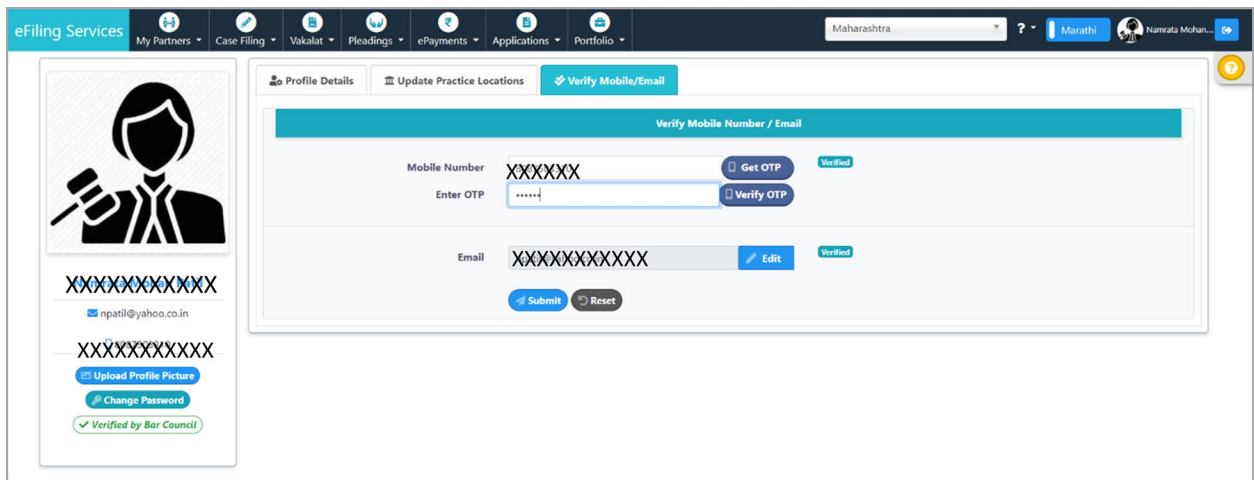 eFiling Services My Partners Case Filing Vakalat Pleadings ePayments Applications Portfolio Maharashtra ? Marathi Namrata Mohan...
Profile Details Update Practice Locations Verify Mobile/Email
Verify Mobile Number / Email
Mobile Number XXXXXX Get OTP Verified
Enter OTP •••••• Verify OTP
Email XXXXXXXXXXX Edit Verified
Submit Reset
XXXXXXXXXXXX
npatil@yahoo.co.in
XXXXXXXXXXX
Upload Profile Picture
Change Password
Verified by Bar Council